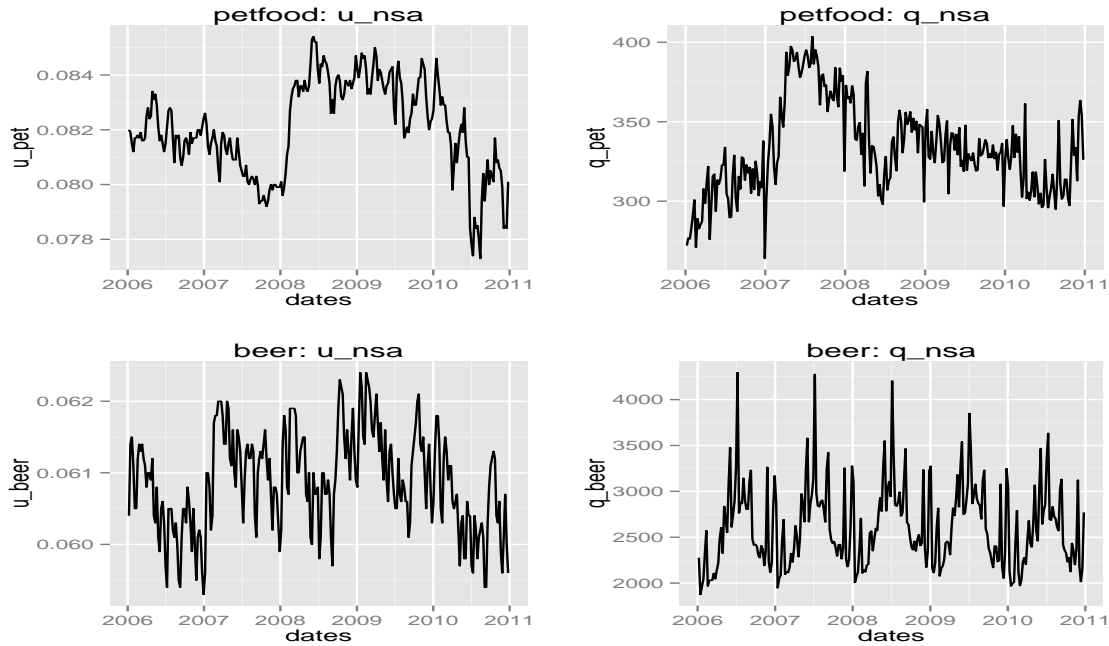 petfood: u_nsa
u_pet
0.084
0.082
0.080
0.078
2006 2007 2008 2009 2010 2011
dates
petfood: q_nsa
q_pet
400
350
300
2006 2007 2008 2009 2010 2011
dates
beer: u_nsa
u_beer
0.062
0.061
0.060
2006 2007 2008 2009 2010 2011
dates
beer: q_nsa
q_beer
4000
3500
3000
2500
2000
2006 2007 2008 2009 2010 2011
dates